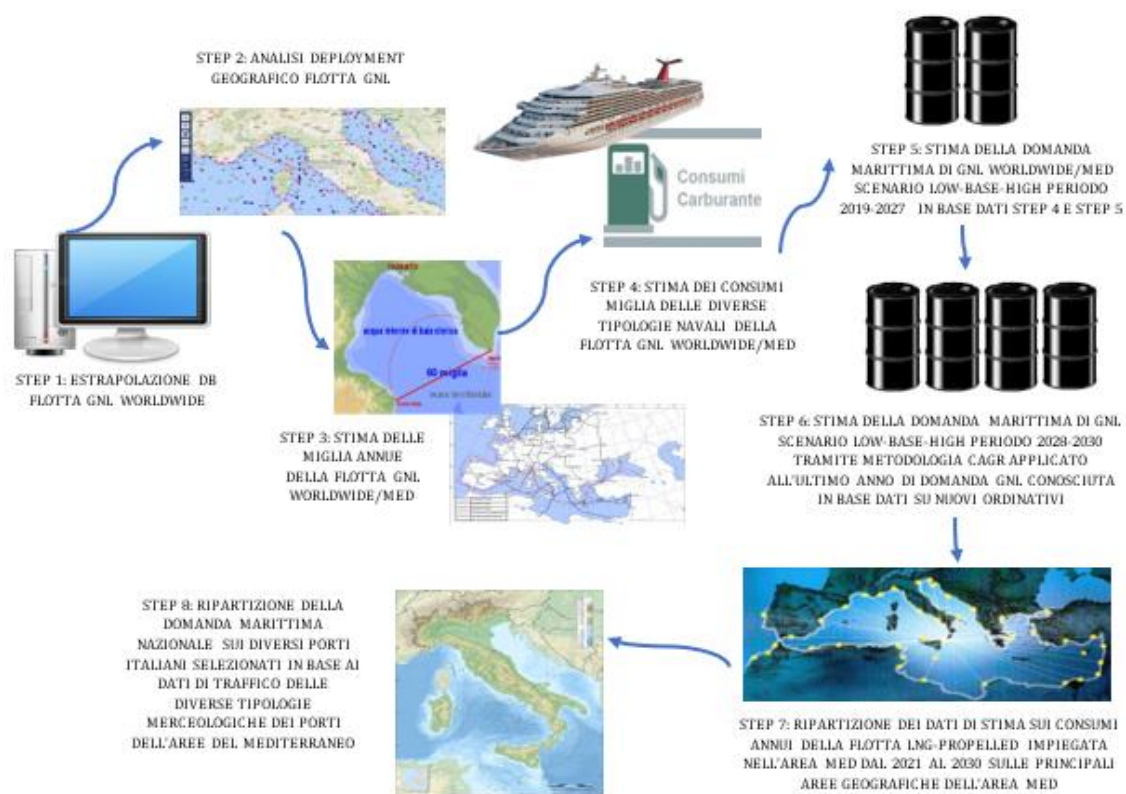 STEP 1: ESTRAPOLAZIONE DB
FLOTTA GNL WORLDWIDE
STEP 2: ANALISI DEPLOYMENT
GEOGRAFICO FLOTTA GNL
TARANTO
60 miglia
STEP 3: STIMA DELLE
MIGLIA ANNUE
DELLA FLOTTA GNL
WORLDWIDE/MED
Consumi
Carburante
STEP 4: STIMA DEI CONSUMI
MIGLIA DELLE DIVERSE
TIPOLOGIE NAVALI DELLA
FLOTTA GNL WORLDWIDE/MED
STEP 5: STIMA DELLA DOMANDA
MARITTIMA DI GNL WORLDWIDE/MED
SCENARIO LOW-BASE-HIGH PERIODO
2019-2027 IN BASE DATI STEP 4 E STEP 5
STEP 6: STIMA DELLA DOMANDA MARITTIMA DI GNL
SCENARIO LOW-BASE-HIGH PERIODO 2028-2030
TRAMITE METODOLOGIA CAGR APPLICATO
ALL'ULTIMO ANNO DI DOMANDA GNL CONOSCIUTA
IN BASE DATI SU NUOVI ORDINATIVI
STEP 7: RIPARTIZIONE DEI DATI DI STIMA SUI CONSUMI
ANNUI DELLA FLOTTA LNG-PROPELLED IMPIEGATA
NELL'AREA MED DAL 2021 AL 2030 SULLE PRINCIPALI
AREE GEOGRAFICHE DELL'AREA MED
STEP 8: RIPARTIZIONE DELLA
DOMANDA MARITTIMA
NAZIONALE SUI DIVERSI PORTI
ITALIANI SELEZIONATI IN BASE AI
DATI DI TRAFFICO DELLE
DIVERSE TIPOLOGIE
MERCEOLOGICHE DEI PORTI
DELL'AREE DEL MEDITERRANEO